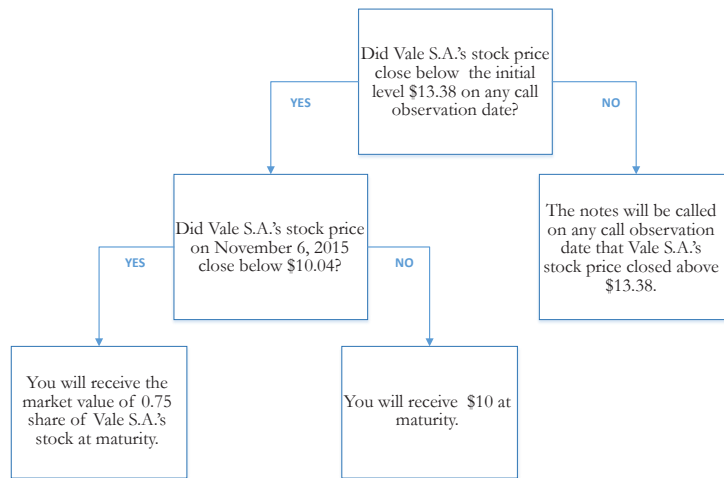 Did Vale S.A.'s stock price
close below the initial
level $13.38 on any call
observation date?
YES
NO
Did Vale S.A.'s stock price
on November 6, 2015
close below $10.04?
The notes will be called
on any call observation
date that Vale S.A.'s
stock price closed above
$13.38.
YES
NO
You will receive the
market value of 0.75
share of Vale S.A.'s
stock at maturity.
You will receive $10 at
maturity.